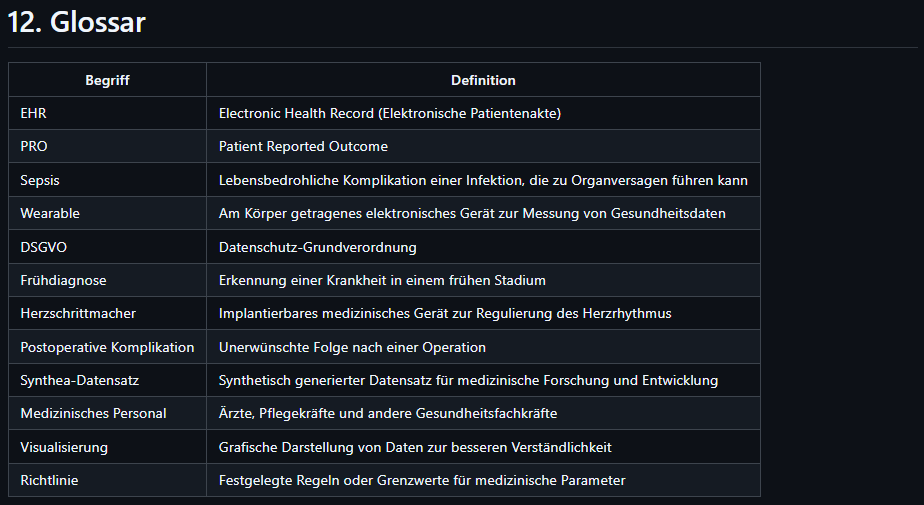 12. Glossar
Begriff Definition
EHR Electronic Health Record (Elektronische Patientenakte)
PRO Patient Reported Outcome
Sepsis Lebensbedrohliche Komplikation einer Infektion, die zu Organversagen führen kann
Wearable Am Körper getragenes elektronisches Gerät zur Messung von Gesundheitsdaten
DSGVO Datenschutz-Grundverordnung
Frühdiagnose Erkennung einer Krankheit in einem frühen Stadium
Herzschrittmacher Implantierbares medizinisches Gerät zur Regulierung des Herzrhythmus
Postoperative Komplikation Unerwünschte Folge nach einer Operation
Synthea-Datensatz Synthetisch generierter Datensatz für medizinische Forschung und Entwicklung
Medizinisches Personal Ärzte, Pflegekräfte und andere Gesundheitsfachkräfte
Visualisierung Grafische Darstellung von Daten zur besseren Verständlichkeit
Richtlinie Festgelegte Regeln oder Grenzwerte für medizinische Parameter